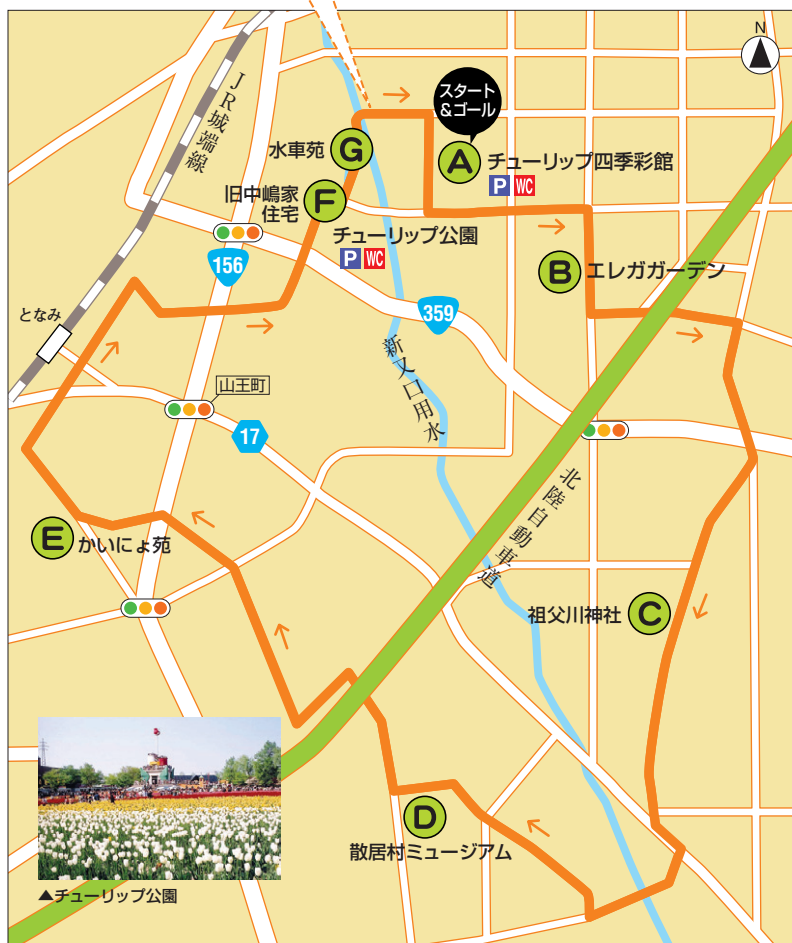 N
スタート
&ゴール
JR城端線
水車苑
G
A
チューリップ四季彩館
P WC
旧中嶋家
住宅
F
チューリップ公園
P WC
156
B
エレガガーデン
となみ
359
新又口用水
山王町
17
北陸自動車道
E
かいにょ苑
祖父川神社
C
D
散居村ミュージアム
▲チューリップ公園